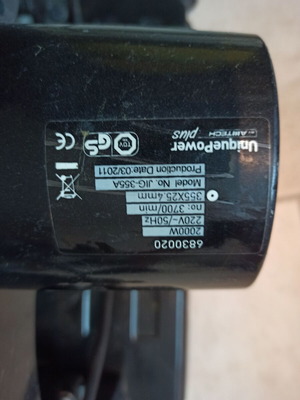 UniquePower
plus
AIRTECH
CE
TÜV
GS
Production Date 03/2011
Model No. JIG-355A
355X25.4mm
no: 3700/min
220V~50Hz
2000W
6830020